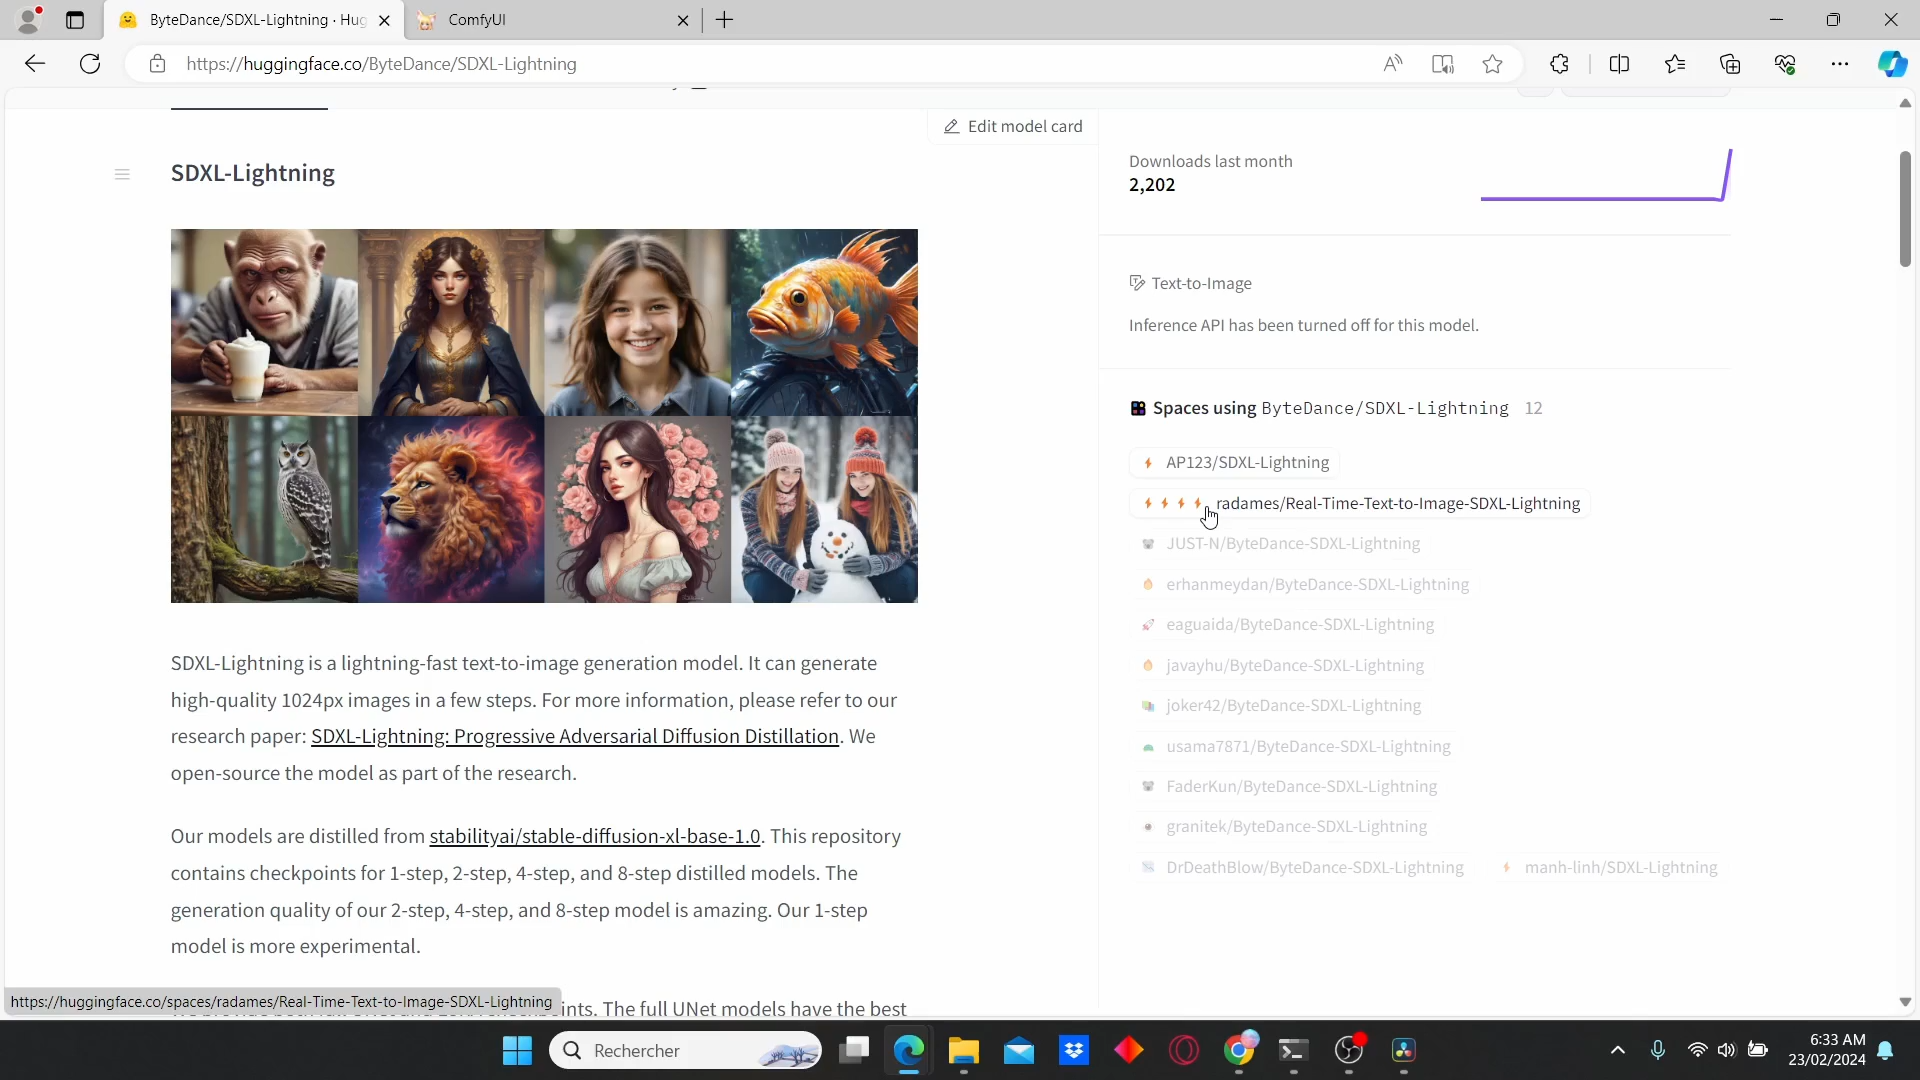 ByteDance/SDXL-Lightning · Hug
ComfyUI
https://huggingface.co/ByteDance/SDXL-Lightning
Edit model card
SDXL-Lightning
SDXL-Lightning is a lightning-fast text-to-image generation model. It can generate
high-quality 1024px images in a few steps. For more information, please refer to our
research paper: SDXL-Lightning: Progressive Adversarial Diffusion Distillation. We
open-source the model as part of the research.
Our models are distilled from stabilityai/stable-diffusion-xl-base-1.0. This repository
contains checkpoints for 1-step, 2-step, 4-step, and 8-step distilled models. The
generation quality of our 2-step, 4-step, and 8-step model is amazing. Our 1-step
model is more experimental.
ints. The full UNet models have the best
Downloads last month
2,202
Text-to-Image
Inference API has been turned off for this model.
Spaces using ByteDance/SDXL-Lightning 12
AP123/SDXL-Lightning
radames/Real-Time-Text-to-Image-SDXL-Lightning
JUST-N/ByteDance-SDXL-Lightning
erhanmeydan/ByteDance-SDXL-Lightning
eaguaida/ByteDance-SDXL-Lightning
javayhu/ByteDance-SDXL-Lightning
joker42/ByteDance-SDXL-Lightning
usama7871/ByteDance-SDXL-Lightning
FaderKun/ByteDance-SDXL-Lightning
granitek/ByteDance-SDXL-Lightning
DrDeathBlow/ByteDance-SDXL-Lightning manh-linh/SDXL-Lightning
https://huggingface.co/spaces/radames/Real-Time-Text-to-Image-SDXL-Lightning
Rechercher
6:33 AM
23/02/2024